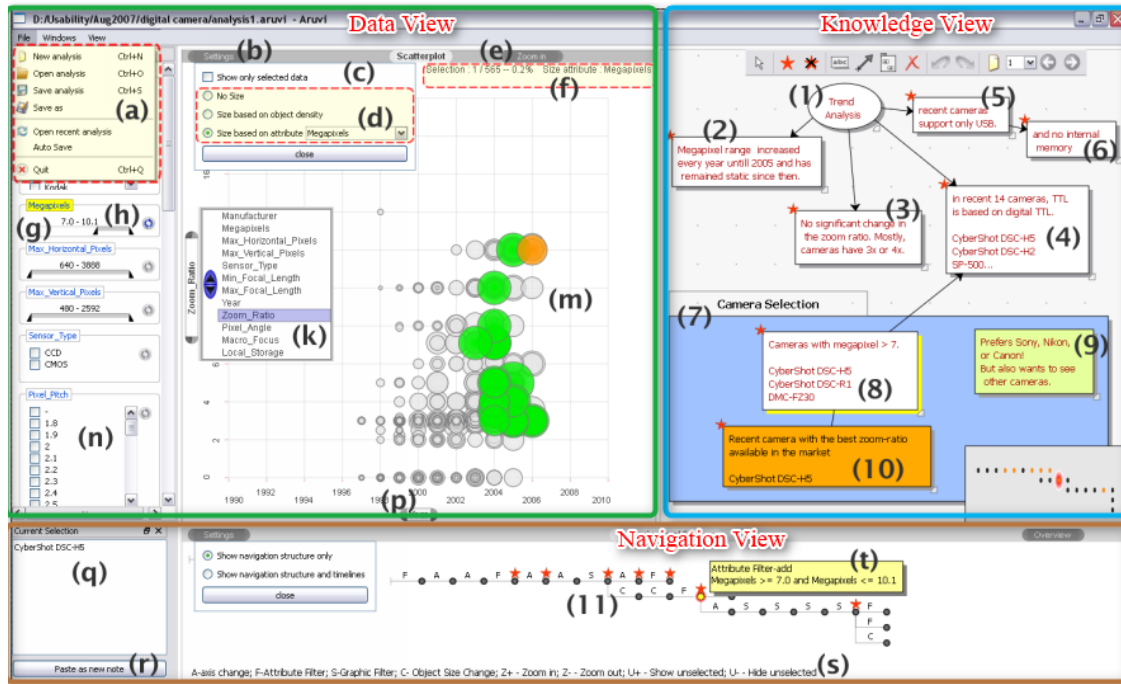 D:/Usability/Aug2007/digital camera/analysis1.aruvi - Aruvi
Data View
Knowledge View
File Windows View
New analysis Ctrl+N
Open analysis Ctrl+O
Save analysis Ctrl+S
Save as
(a)
Open recent analysis
Auto Save
Quit Ctrl+Q
Kodak
Megapixels
(g)
7.0 - 10.1
(h)
Max_Horizontal_Pixels
640 - 3888
Max_Vertical_Pixels
480 - 2592
Sensor_Type
CCD
CMOS
Pixel_Pitch
-
1.8
1.9
2
2.1
2.2
2.3
2.4
2.5
(n)
Settings
(b)
Scatterplot
(e)
Zoom in
Show only selected data
(c)
No Size
Size based on object density
(d)
Size based on attribute Megapixels
close
Selection : 1 / 565 -- 0.2% Size attribute : Megapixels
(f)
16
Zoom_Ratio
Manufacturer
Megapixels
Max_Horizontal_Pixels
Max_Vertical_Pixels
Sensor_Type
Min_Focal_Length
Max_Focal_Length
Year
Zoom_Ratio
Pixel_Angle
Macro_Focus
Local_Storage
(k)
(m)
6
4
2
0
1990 1992 1994 1996 1998 2000 2002 2004 2006 2008 2010
(p)
abc
1
(1)
Trend
Analysis
(2)
Megapixel range increased
every year untill 2005 and has
remained static since then.
(5)
recent cameras
support only USB.
and no internal
memory
(6)
(3)
No significant change in
the zoom ratio. Mostly,
cameras have 3x or 4x.
in recent 14 cameras, TTL
is based on digital TTL.
(4)
CyberShot DSC-H5
CyberShot DSC-H2
SP-500...
Camera Selection
(7)
Cameras with megapixel > 7.
CyberShot DSC-H5
CyberShot DSC-R1
DMC-FZ30
(8)
Prefers Sony, Nikon,
or Canon!
But also wants to see
other cameras.
(9)
Recent camera with the best zoom-ratio
available in the market
CyberShot DSC-H5
(10)
Current Selection
CyberShot DSC-H5
(q)
Paste as new note
(r)
Settings
Navigation View
Overview
Show navigation structure only
Show navigation structure and timelines
close
F A A F A A S A F
C C F
A S S S S F
F
C
(11)
Attribute Filter-add
Megapixels >= 7.0 and Megapixels <= 10.1
(t)
A-axis change; F-Attribute Filter; S-Graphic Filter; C- Object Size Change; Z+ - Zoom in; Z- - Zoom out; U+ - Show unselected; U- - Hide unselected
(s)